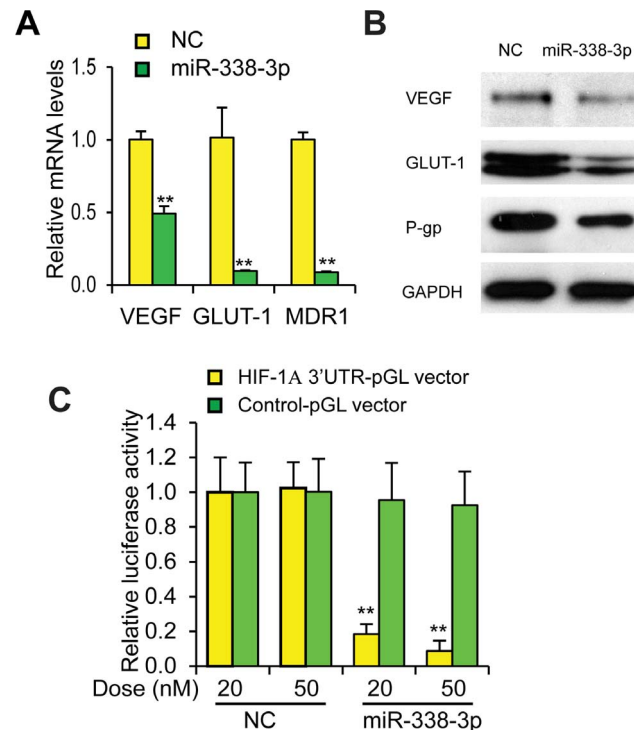 A
NC
miR-338-3p
Relative mRNA levels
1.5
1.0
0.5
0.0
**
**
**
VEGF GLUT-1 MDR1
B
NC miR-338-3p
VEGF
GLUT-1
P-gp
GAPDH
C
HIF-1A 3'UTR-pGL vector
Control-pGL vector
Relative luciferase activity
1.4
1.2
1.0
0.8
0.6
0.4
0.2
0.0
**
**
Dose (nM) 20 50 20 50
NC miR-338-3p